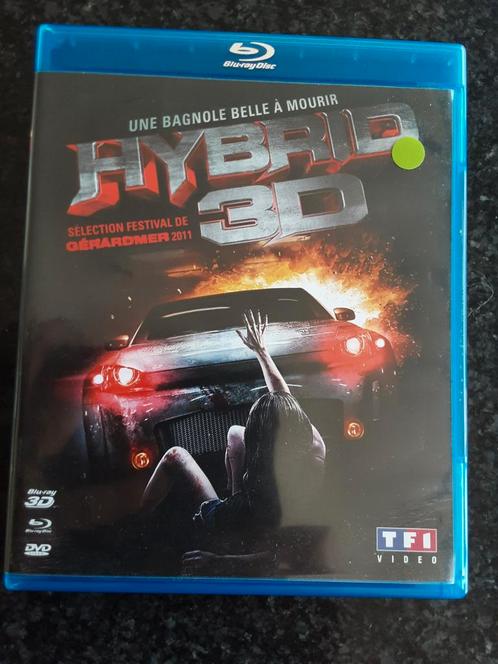 Blu-ray Disc
UNE BAGNOLE BELLE À MOURIR
HYBRID
3D
SÉLECTION FESTIVAL DE
GÉRARDMER 2011
Blu-ray
3D
Blu-ray Disc
DVD
TF1
VIDEO